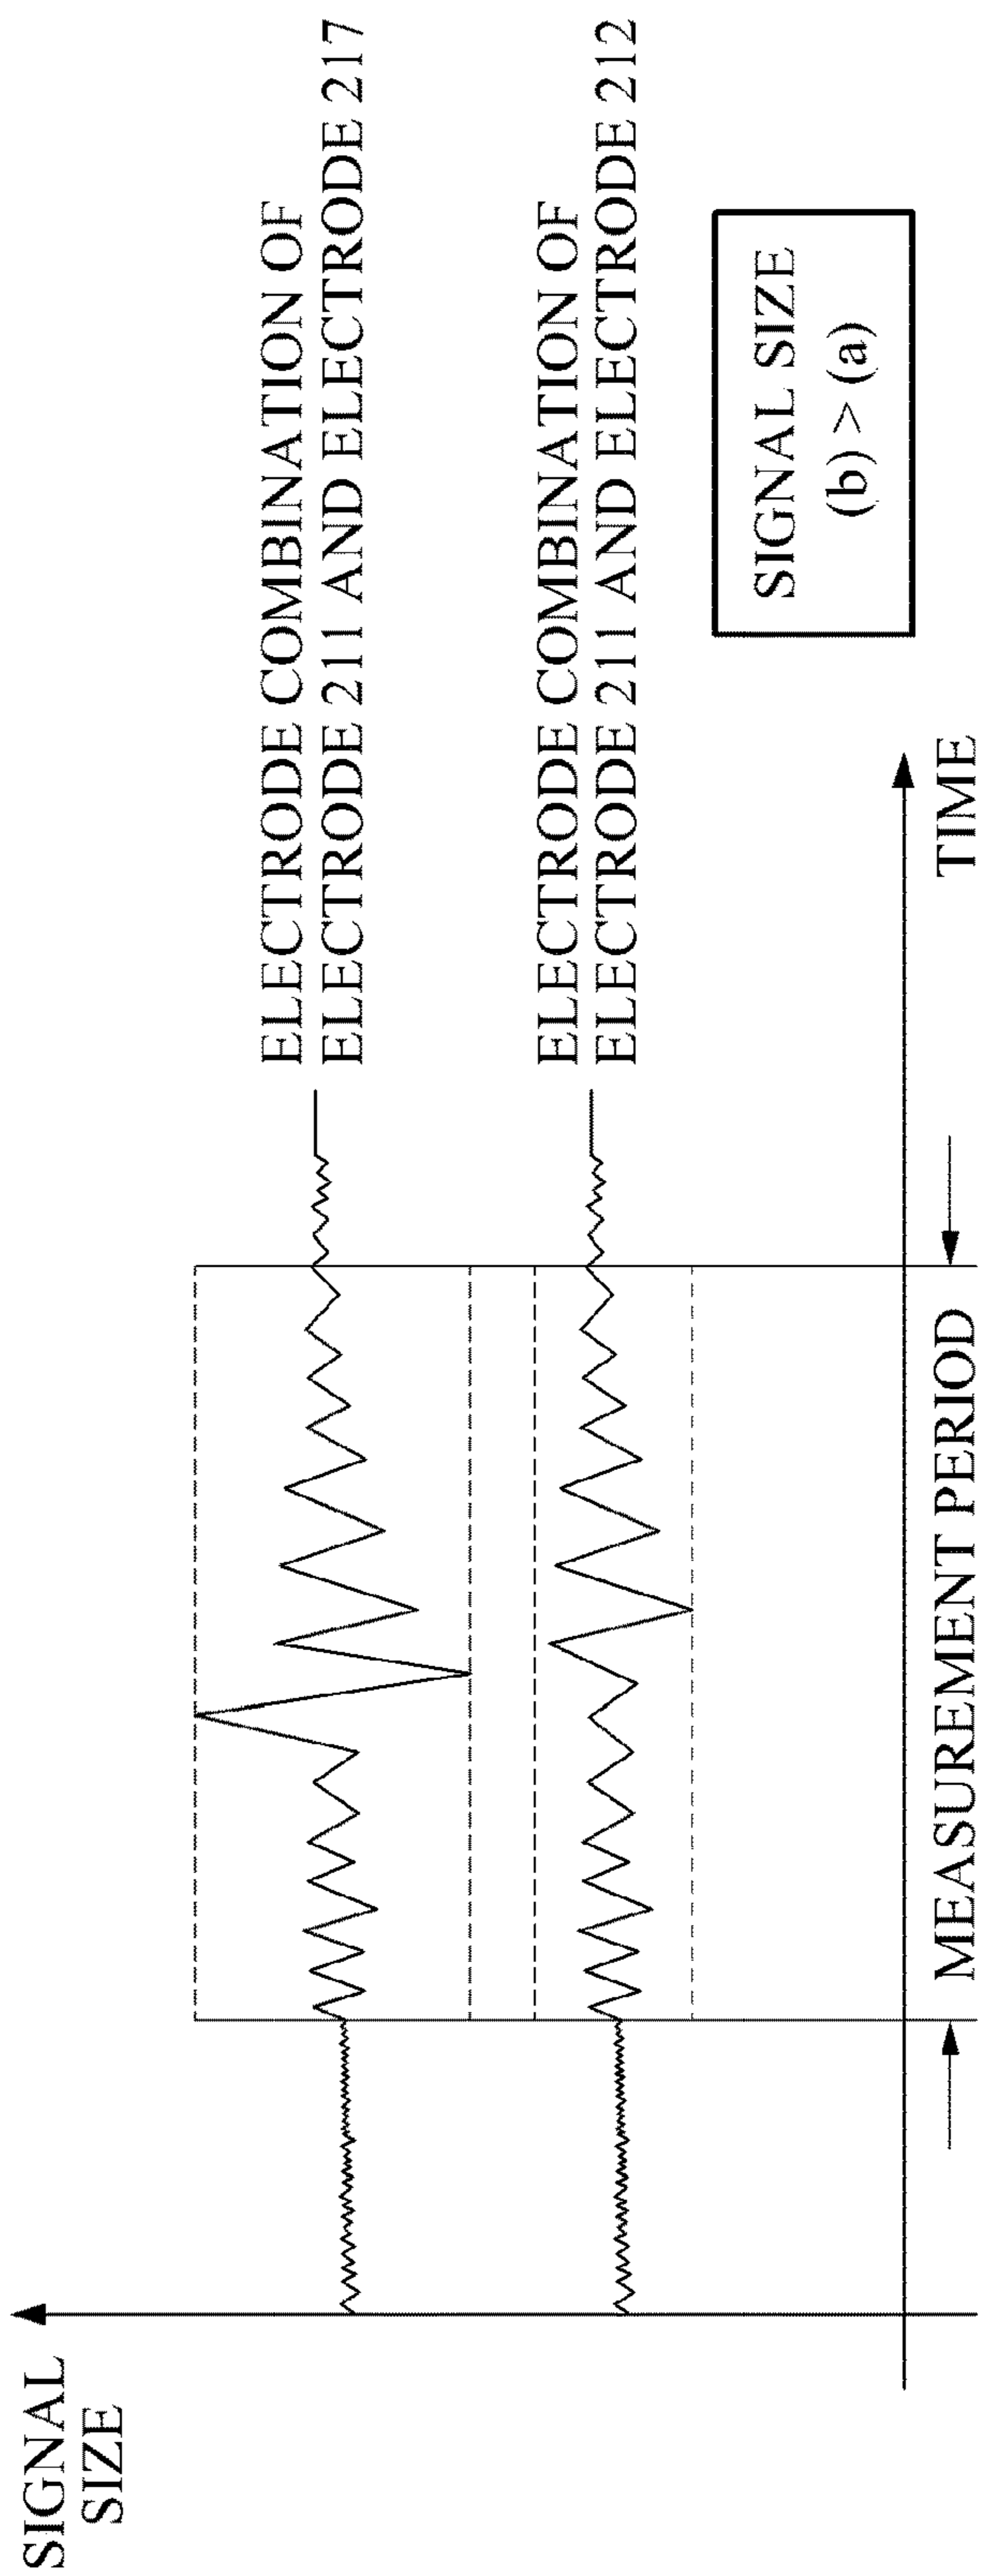 SIGNAL
SIZE
ELECTRODE COMBINATION OF
ELECTRODE 211 AND ELECTRODE 217
ELECTRODE COMBINATION OF
ELECTRODE 211 AND ELECTRODE 212
SIGNAL SIZE
(b) > (a)
TIME
MEASUREMENT PERIOD